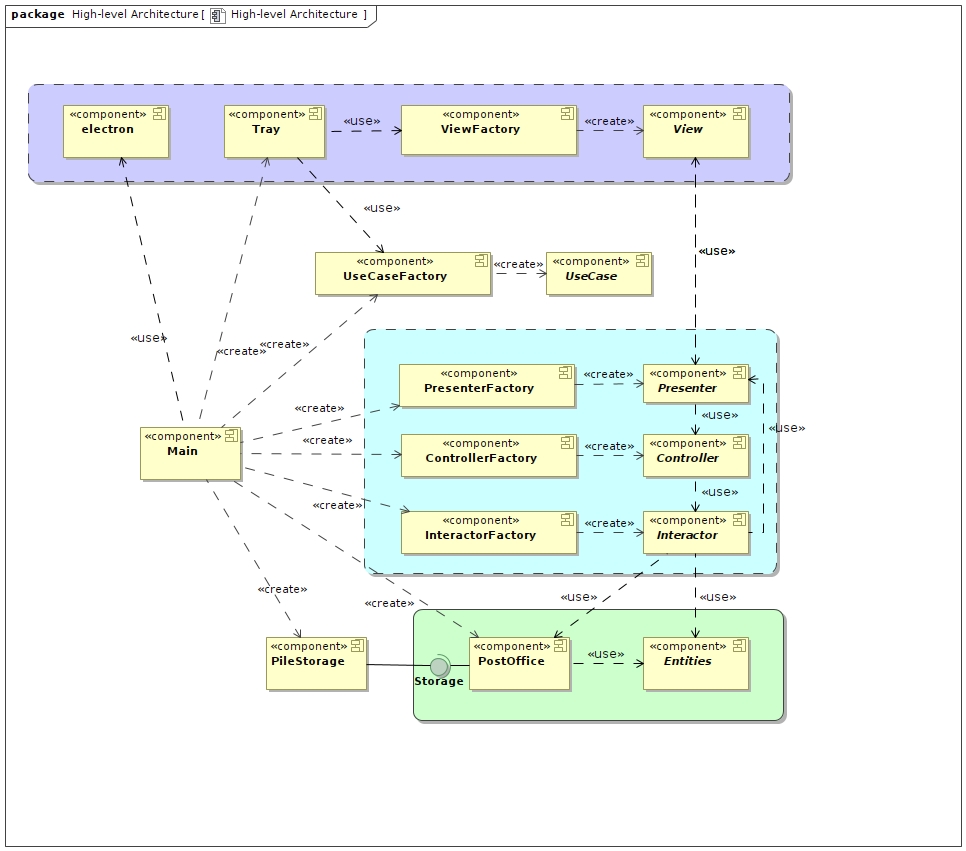 package High-level Architecture [ High-level Architecture ]
«component»
electron
«component»
Tray
«use»
«component»
ViewFactory
«create»
«component»
View
«use»
«use»
«component»
UseCaseFactory
«create»
«component»
UseCase
«use»
«create»
«create»
«component»
PresenterFactory
«create»
«component»
Presenter
«create»
«use»
«use»
«component»
Main
«create»
«component»
ControllerFactory
«create»
«component»
Controller
«use»
«create»
«component»
InteractorFactory
«create»
«component»
Interactor
«create»
«create»
«use»
«use»
«component»
PileStorage
Storage
«component»
PostOffice
«use»
«component»
Entities